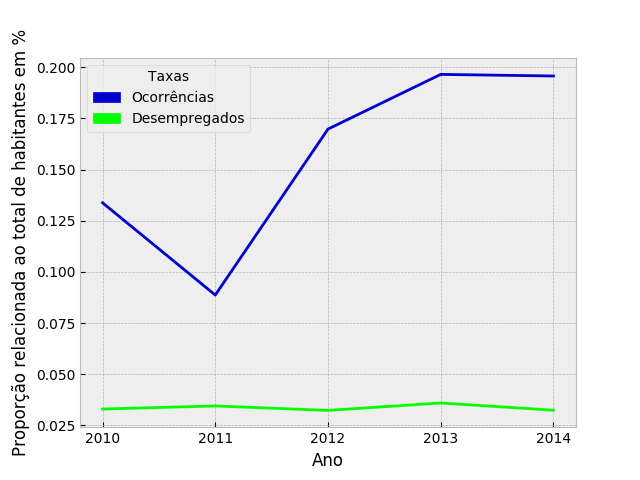 Proporção relacionada ao total de habitantes em %
0.200
0.175
0.150
0.125
0.100
0.075
0.050
0.025
Taxas
Ocorrências
Desempregados
2010 2011 2012 2013 2014
Ano